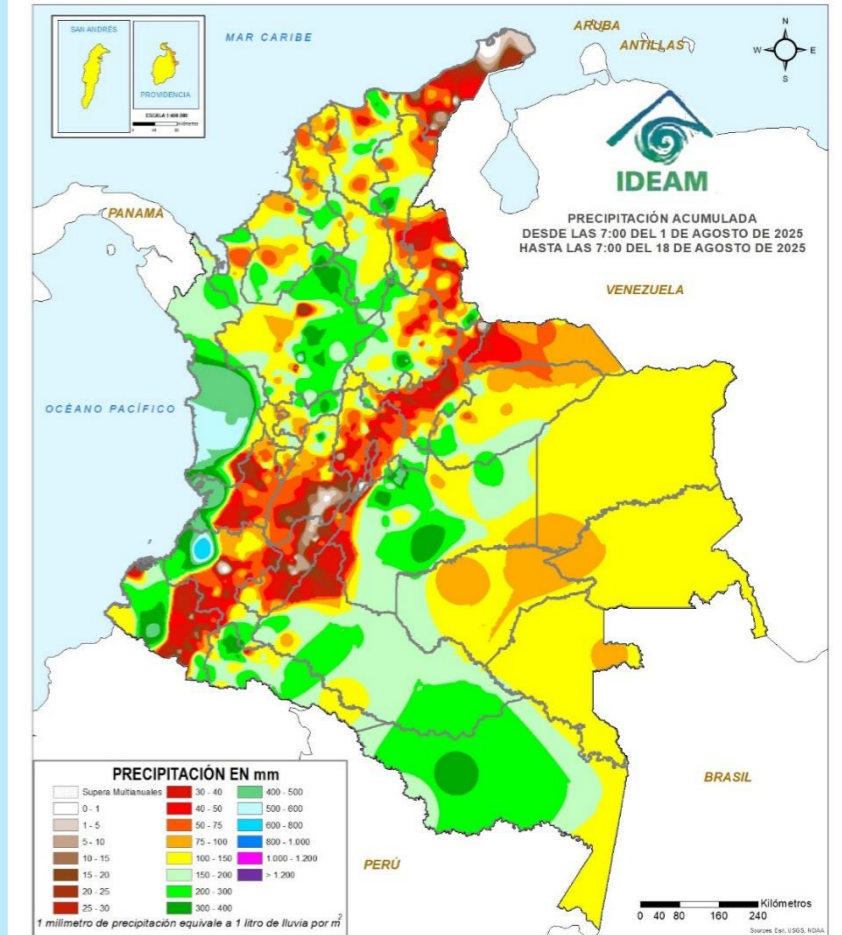 SAN ANDRÉS
PROVIDENCIA
ESCALA 1:400.000
Kilómetros
MAR CARIBE
ARUBA
ANTILLAS
N
W E
S
IDEAM
PRECIPITACIÓN ACUMULADA
DESDE LAS 7:00 DEL 1 DE AGOSTO DE 2025
HASTA LAS 7:00 DEL 18 DE AGOSTO DE 2025
PANAMÁ
VENEZUELA
OCÉANO PACÍFICO
BRASIL
PERÚ
PRECIPITACIÓN EN mm
Supera Multianuales
0 - 1
1 - 5
5 - 10
10 - 15
15 - 20
20 - 25
25 - 30
30 - 40
40 - 50
50 - 75
75 - 100
100 - 150
150 - 200
200 - 300
300 - 400
400 - 500
500 - 600
600 - 800
800 - 1.000
1.000 - 1.200
> 1.200
1 milímetro de precipitación equivale a 1 litro de lluvia por m²
Kilómetros
0 40 80 160 240
Sources: Esri, USGS, NOAA